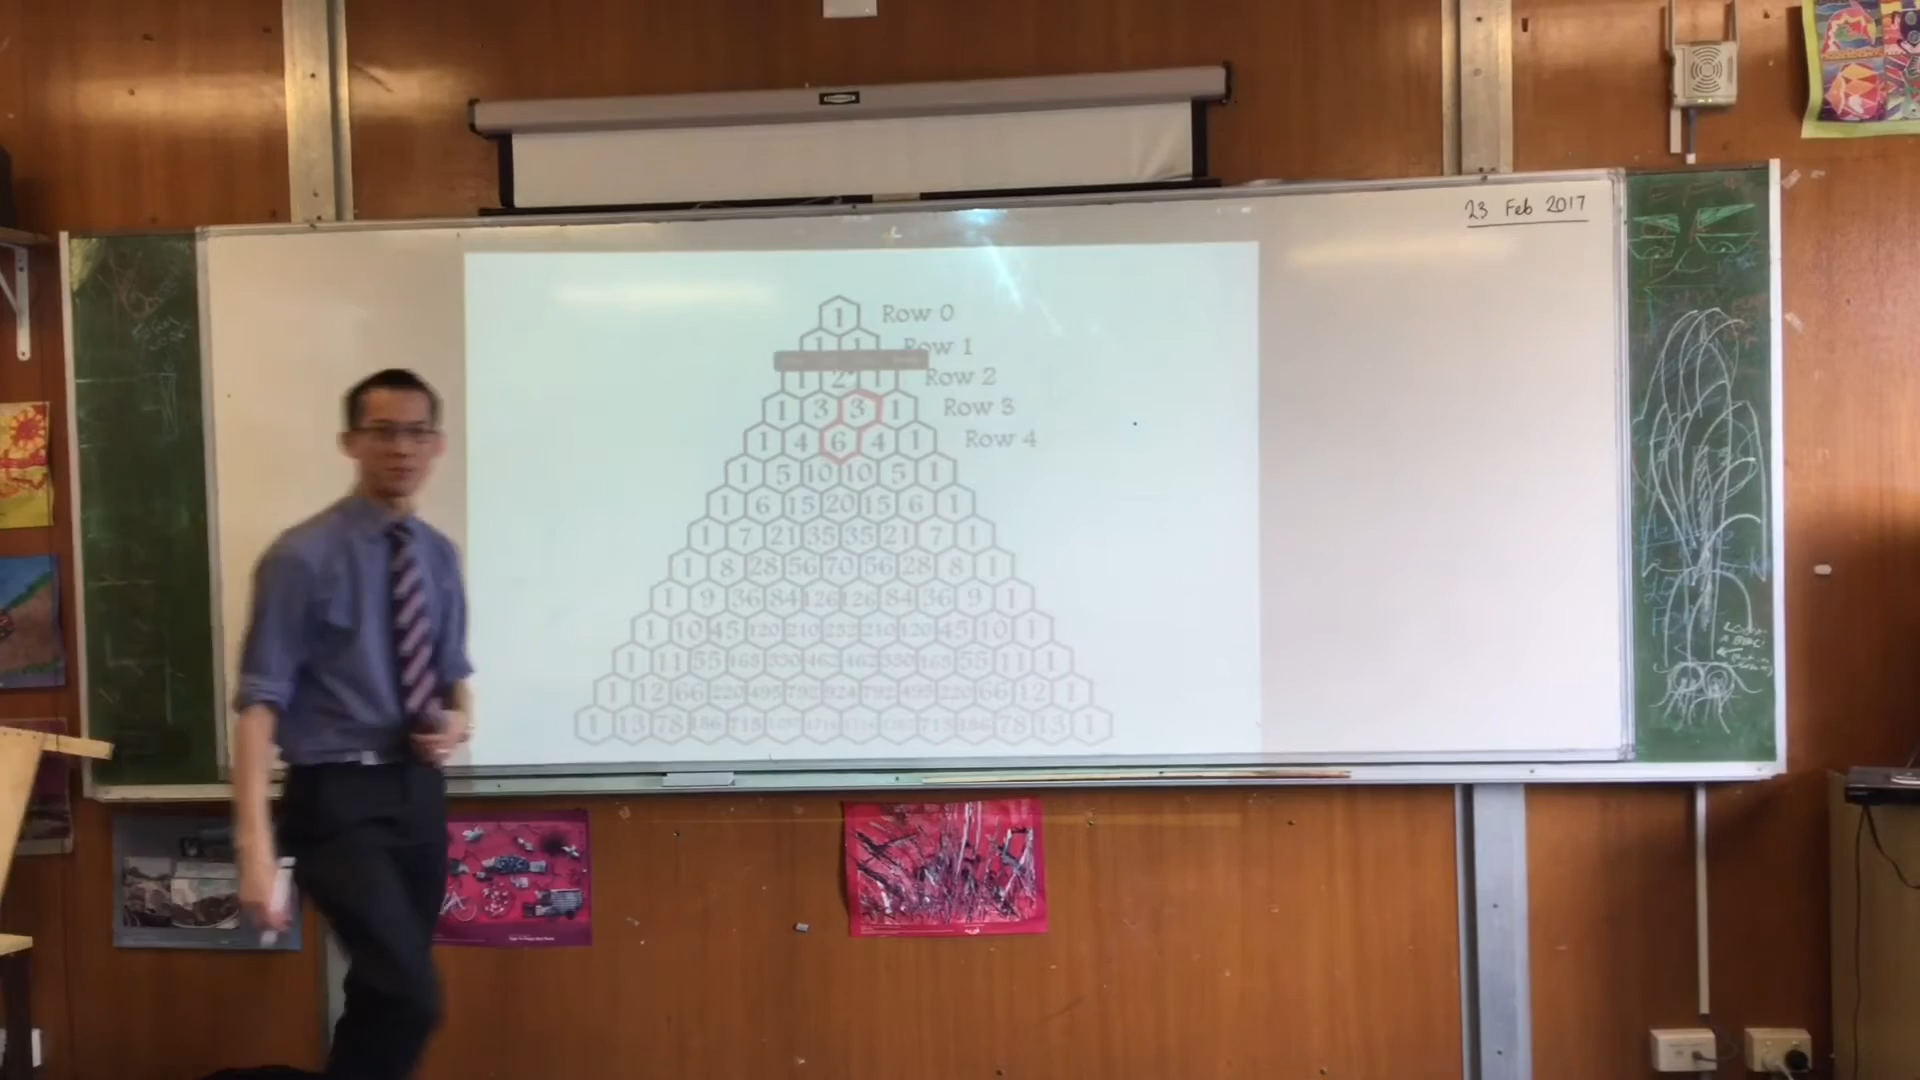 23 Feb 2017
1 Row 0
1 1 Row 1
1 2 1 Row 2
1 3 3 1 Row 3
1 4 6 4 1 Row 4
1 5 10 10 5 1
1 6 15 20 15 6 1
1 7 21 35 35 21 7 1
1 8 28 56 70 56 28 8 1
1 9 36 84 126 126 84 36 9 1
1 10 45 120 210 252 210 120 45 10 1
1 11 55 165 330 462 462 330 165 55 11 1
1 12 66 220 495 792 924 792 495 220 66 12 1
1 13 78 715 715 78 13 1